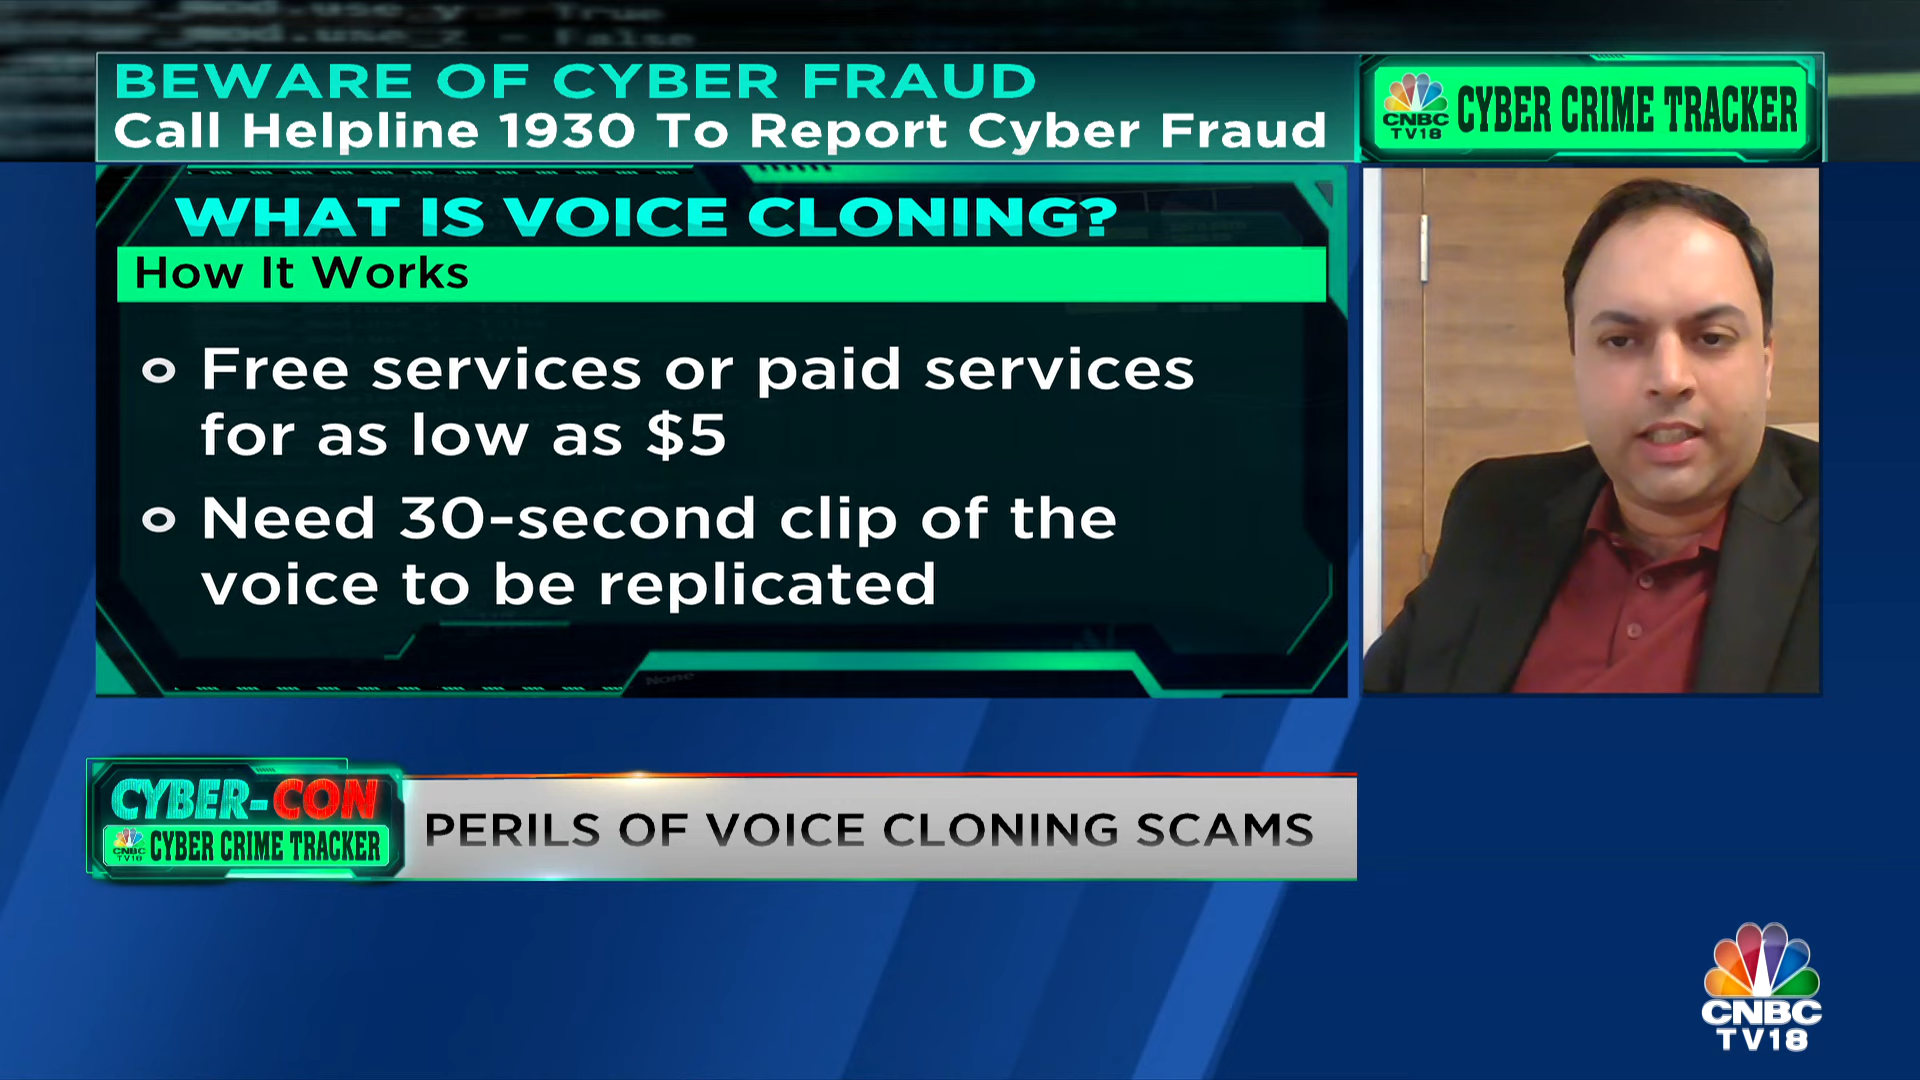 BEWARE OF CYBER FRAUD
Call Helpline 1930 To Report Cyber Fraud
CNBC
TV18
CYBER CRIME TRACKER
WHAT IS VOICE CLONING?
How It Works
o Free services or paid services
for as low as $5
o Need 30-second clip of the
voice to be replicated
None
CYBER-CON
CNBC
TV18
CYBER CRIME TRACKER
PERILS OF VOICE CLONING SCAMS
CNBC
TV18